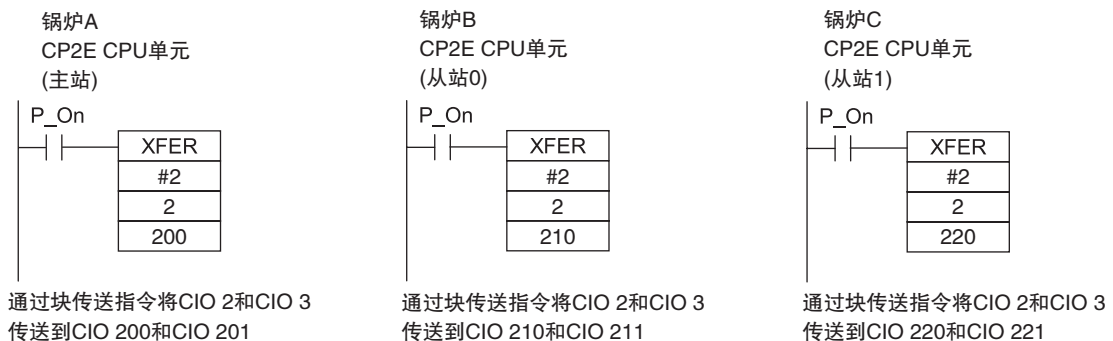 锅炉A
CP2E CPU单元
(主站)
P_On
XFER
#2
2
200
通过块传送指令将CIO 2和CIO 3
传送到CIO 200和CIO 201
锅炉B
CP2E CPU单元
(从站0)
P_On
XFER
#2
2
210
通过块传送指令将CIO 2和CIO 3
传送到CIO 210和CIO 211
锅炉C
CP2E CPU单元
(从站1)
P_On
XFER
#2
2
220
通过块传送指令将CIO 2和CIO 3
传送到CIO 220和CIO 221